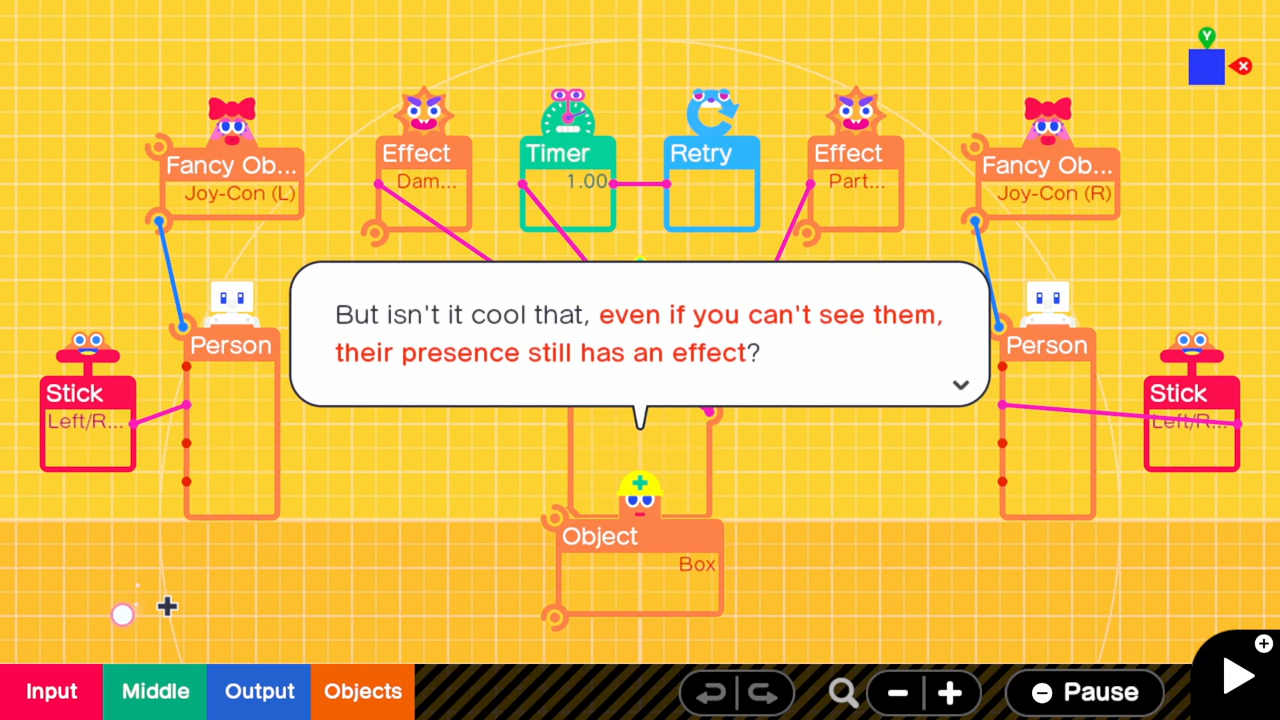 Y
X
Fancy Ob...
Joy-Con (L)
Effect
Dam...
Timer
1.00
Retry
Effect
Part...
Fancy Ob...
Joy-Con (R)
But isn't it cool that, even if you can't see them,
their presence still has an effect?
Person
Person
Stick
Left/R...
Stick
Left/R...
Object
Box
Input
Middle
Output
Objects
Pause